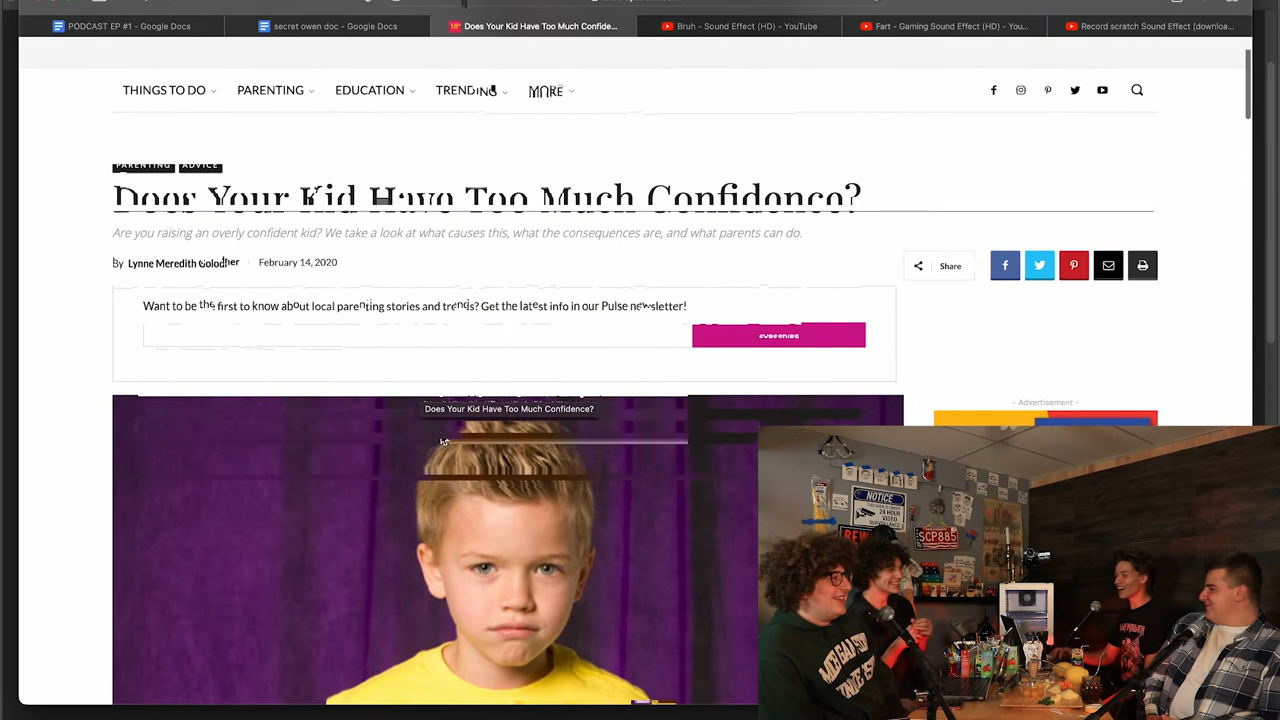 PODCAST EP #1 - Google Docs
secret owen doc - Google Docs
Does Your Kid Have Too Much Confide...
Bruh - Sound Effect (HD) - YouTube
Fart - Gaming Sound Effect (HD) - You...
Record scratch Sound Effect (downloa...
THINGS TO DO
PARENTING
EDUCATION
TRENDING
MORE
PARENTING
ADVICE
Does Your Kid Have Too Much Confidence?
Are you raising an overly confident kid? We take a look at what causes this, what the consequences are, and what parents can do.
By Lynne Meredith Golodner
February 14, 2020
Share
Want to be the first to know about local parenting stories and trends? Get the latest info in our Pulse newsletter!
SUBSCRIBE
- Advertisement -
Does Your Kid Have Too Much Confidence?
NOTICE
24 HOUR
VIDEO
SCP885